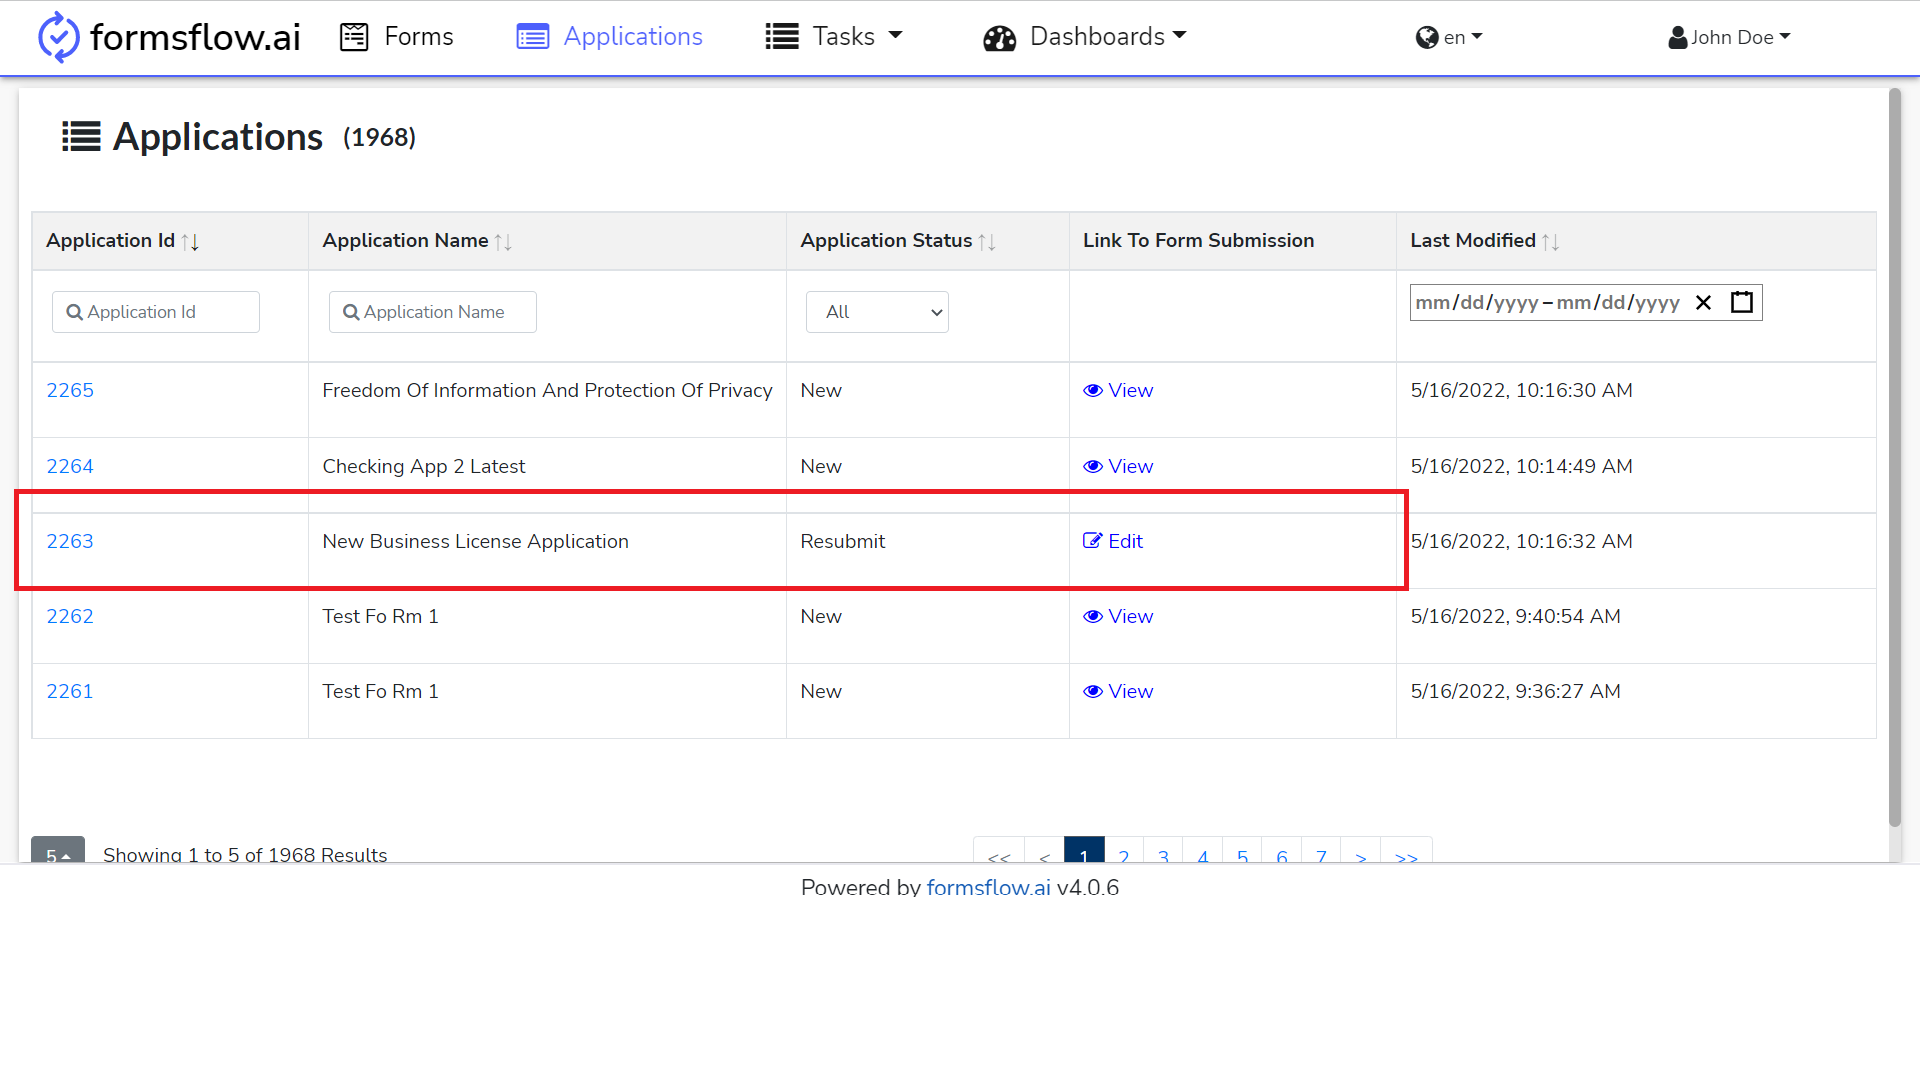 formsflow.ai Forms Applications Tasks Dashboards en John Doe
Applications (1968)
Application Id Application Name Application Status Link To Form Submission Last Modified
Application Id Application Name All mm/dd/yyyy–mm/dd/yyyy
2265 Freedom Of Information And Protection Of Privacy New View 5/16/2022, 10:16:30 AM
2264 Checking App 2 Latest New View 5/16/2022, 10:14:49 AM
2263 New Business License Application Resubmit Edit 5/16/2022, 10:16:32 AM
2262 Test Fo Rm 1 New View 5/16/2022, 9:40:54 AM
2261 Test Fo Rm 1 New View 5/16/2022, 9:36:27 AM
5 Showing 1 to 5 of 1968 Results << < 1 2 3 4 5 6 7 > >>
Powered by formsflow.ai v4.0.6